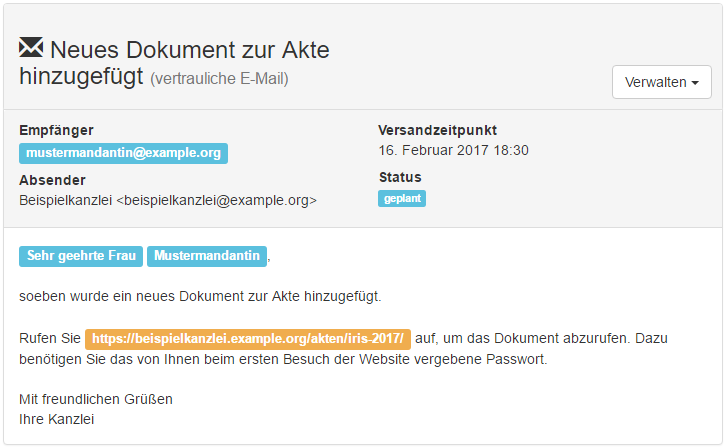 Neues Dokument zur Akte
hinzugefügt (vertrauliche E-Mail)
Verwalten
Empfänger
mustermandantin@example.org
Absender
Beispielkanzlei <beispielkanzlei@example.org>
Versandzeitpunkt
16. Februar 2017 18:30
Status
geplant
Sehr geehrte Frau Mustermandantin,
soeben wurde ein neues Dokument zur Akte hinzugefügt.
Rufen Sie https://beispielkanzlei.example.org/akten/iris-2017/ auf, um das Dokument abzurufen. Dazu
benötigen Sie das von Ihnen beim ersten Besuch der Website vergebene Passwort.
Mit freundlichen Grüßen
Ihre Kanzlei